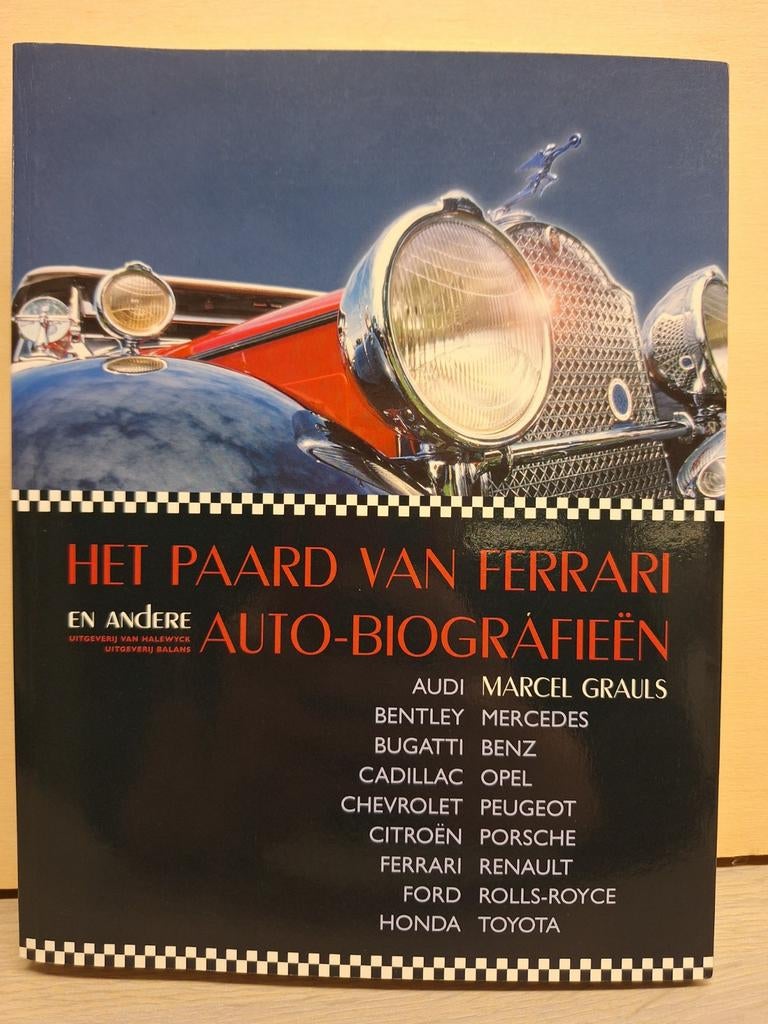 HET PAARD VAN FERRARI
EN ANDERE
UITGEVERIJ VAN HALEWYCK
UITGEVERIJ BALANS
AUTO-BIOGRAFIEËN
AUDI MARCEL GRAULS
BENTLEY MERCEDES
BUGATTI BENZ
CADILLAC OPEL
CHEVROLET PEUGEOT
CITROËN PORSCHE
FERRARI RENAULT
FORD ROLLS-ROYCE
HONDA TOYOTA